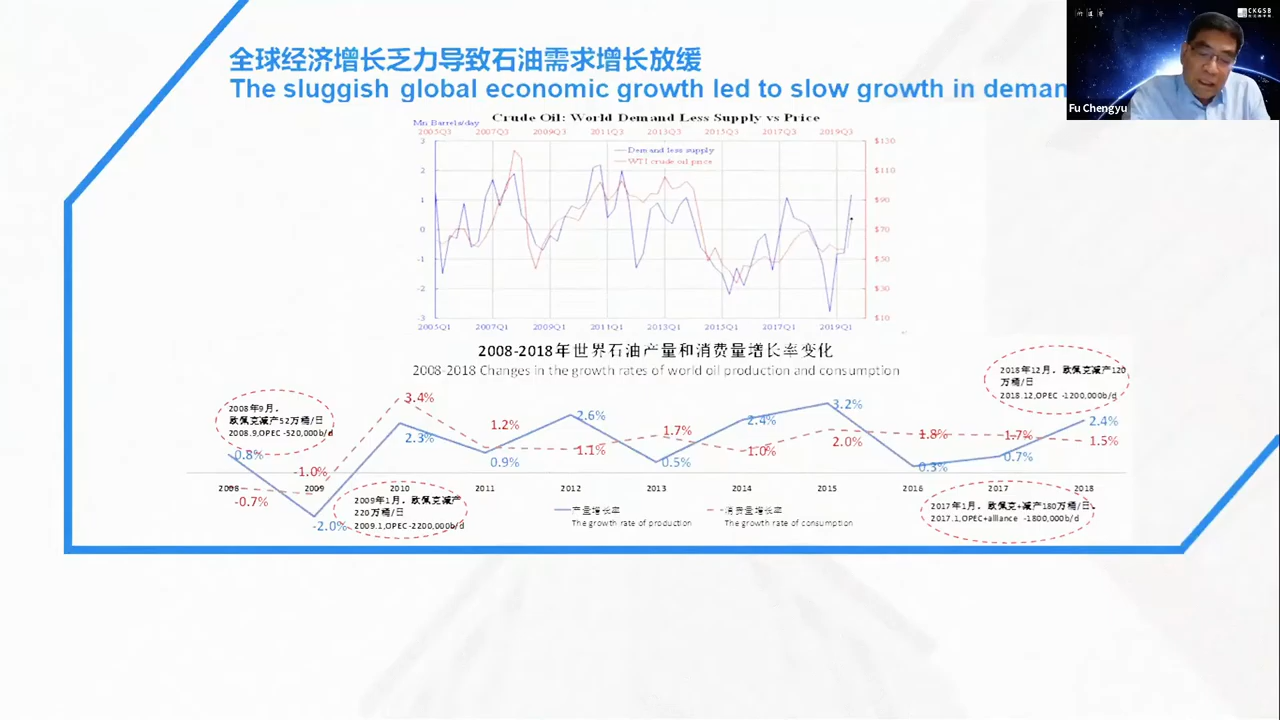 全球经济增长乏力导致石油需求增长放缓
The sluggish global economic growth led to slow growth in deman
CKGSB
Fu Chengyu
Crude Oil: World Demand Less Supply vs Price
2005Q3 2007Q3 2009Q3 2011Q3 2013Q3 2015Q3 2017Q3 2019Q3
Demand less supply
WTI crude oil price
3
2
1
0
-1
-2
-3
$130
$110
$90
$70
$50
$30
$10
2005Q1 2007Q1 2009Q1 2011Q1 2013Q1 2015Q1 2017Q1 2019Q1
2008-2018年世界石油产量和消费量增长率变化
2008-2018 Changes in the growth rates of world oil production and consumption
2008年9月,
欧佩克减产52万桶/日
2008.9,OPEC -520,000b/d
2018年12月, 欧佩克减产120
万桶/日
2018.12,OPEC -1200,000b/d
0.8% -2.0% 2.3% 0.9% 2.6% 0.5% 2.4% 3.2% 0.3% 0.7% 2.4%
-0.7% -1.0% 3.4% 1.2% 1.1% 1.7% 1.0% 2.0% 1.8% 1.7% 1.5%
2008 2009 2010 2011 2012 2013 2014 2015 2016 2017 2018
2009年1月, 欧佩克减产
220万桶/日
2009.1,OPEC-2200,000b/d
产量增长率
The growth rate of production
消费量增长率
The growth rate of consumption
2017年1月, 欧佩克+减产180万桶/日,
2017.1,OPEC+alliance -1800,000b/d